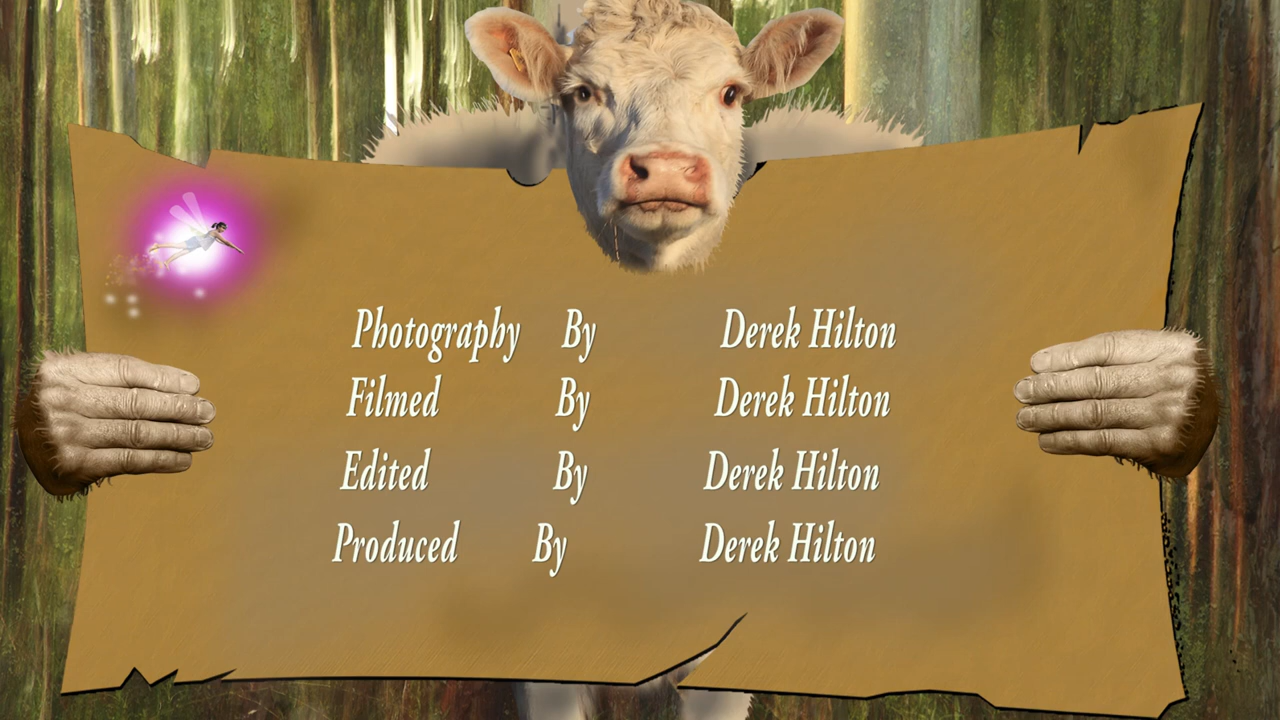 Photography By Derek Hilton
Filmed By Derek Hilton
Edited By Derek Hilton
Produced By Derek Hilton